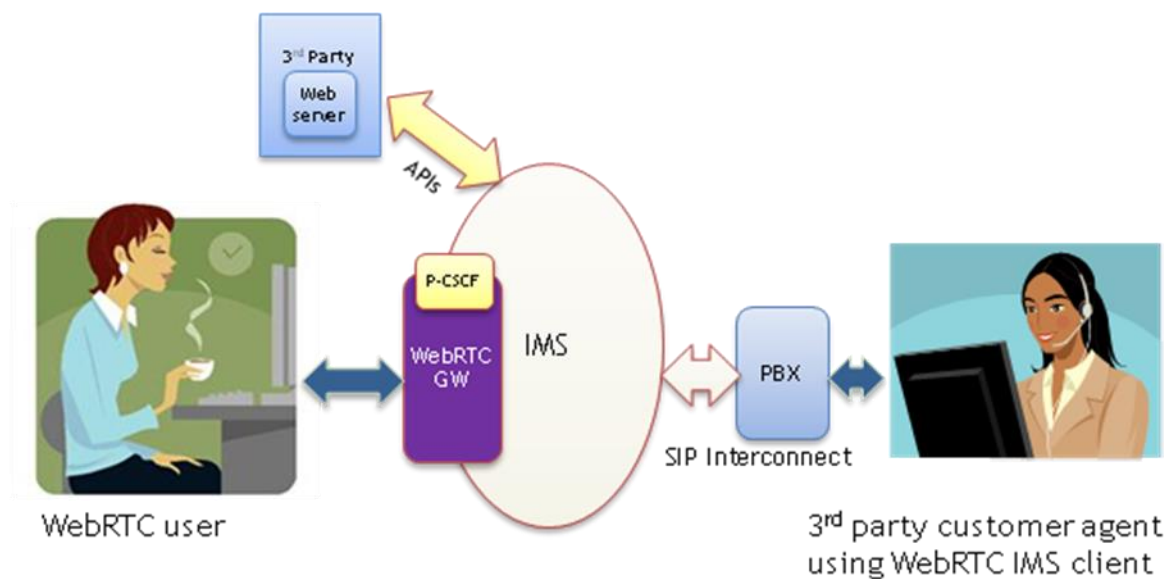 3rd Party
Web
server
APIs
P-CSCF
WebRTC
GW
IMS
PBX
SIP Interconnect
WebRTC user
3rd party customer agent
using WebRTC IMS client